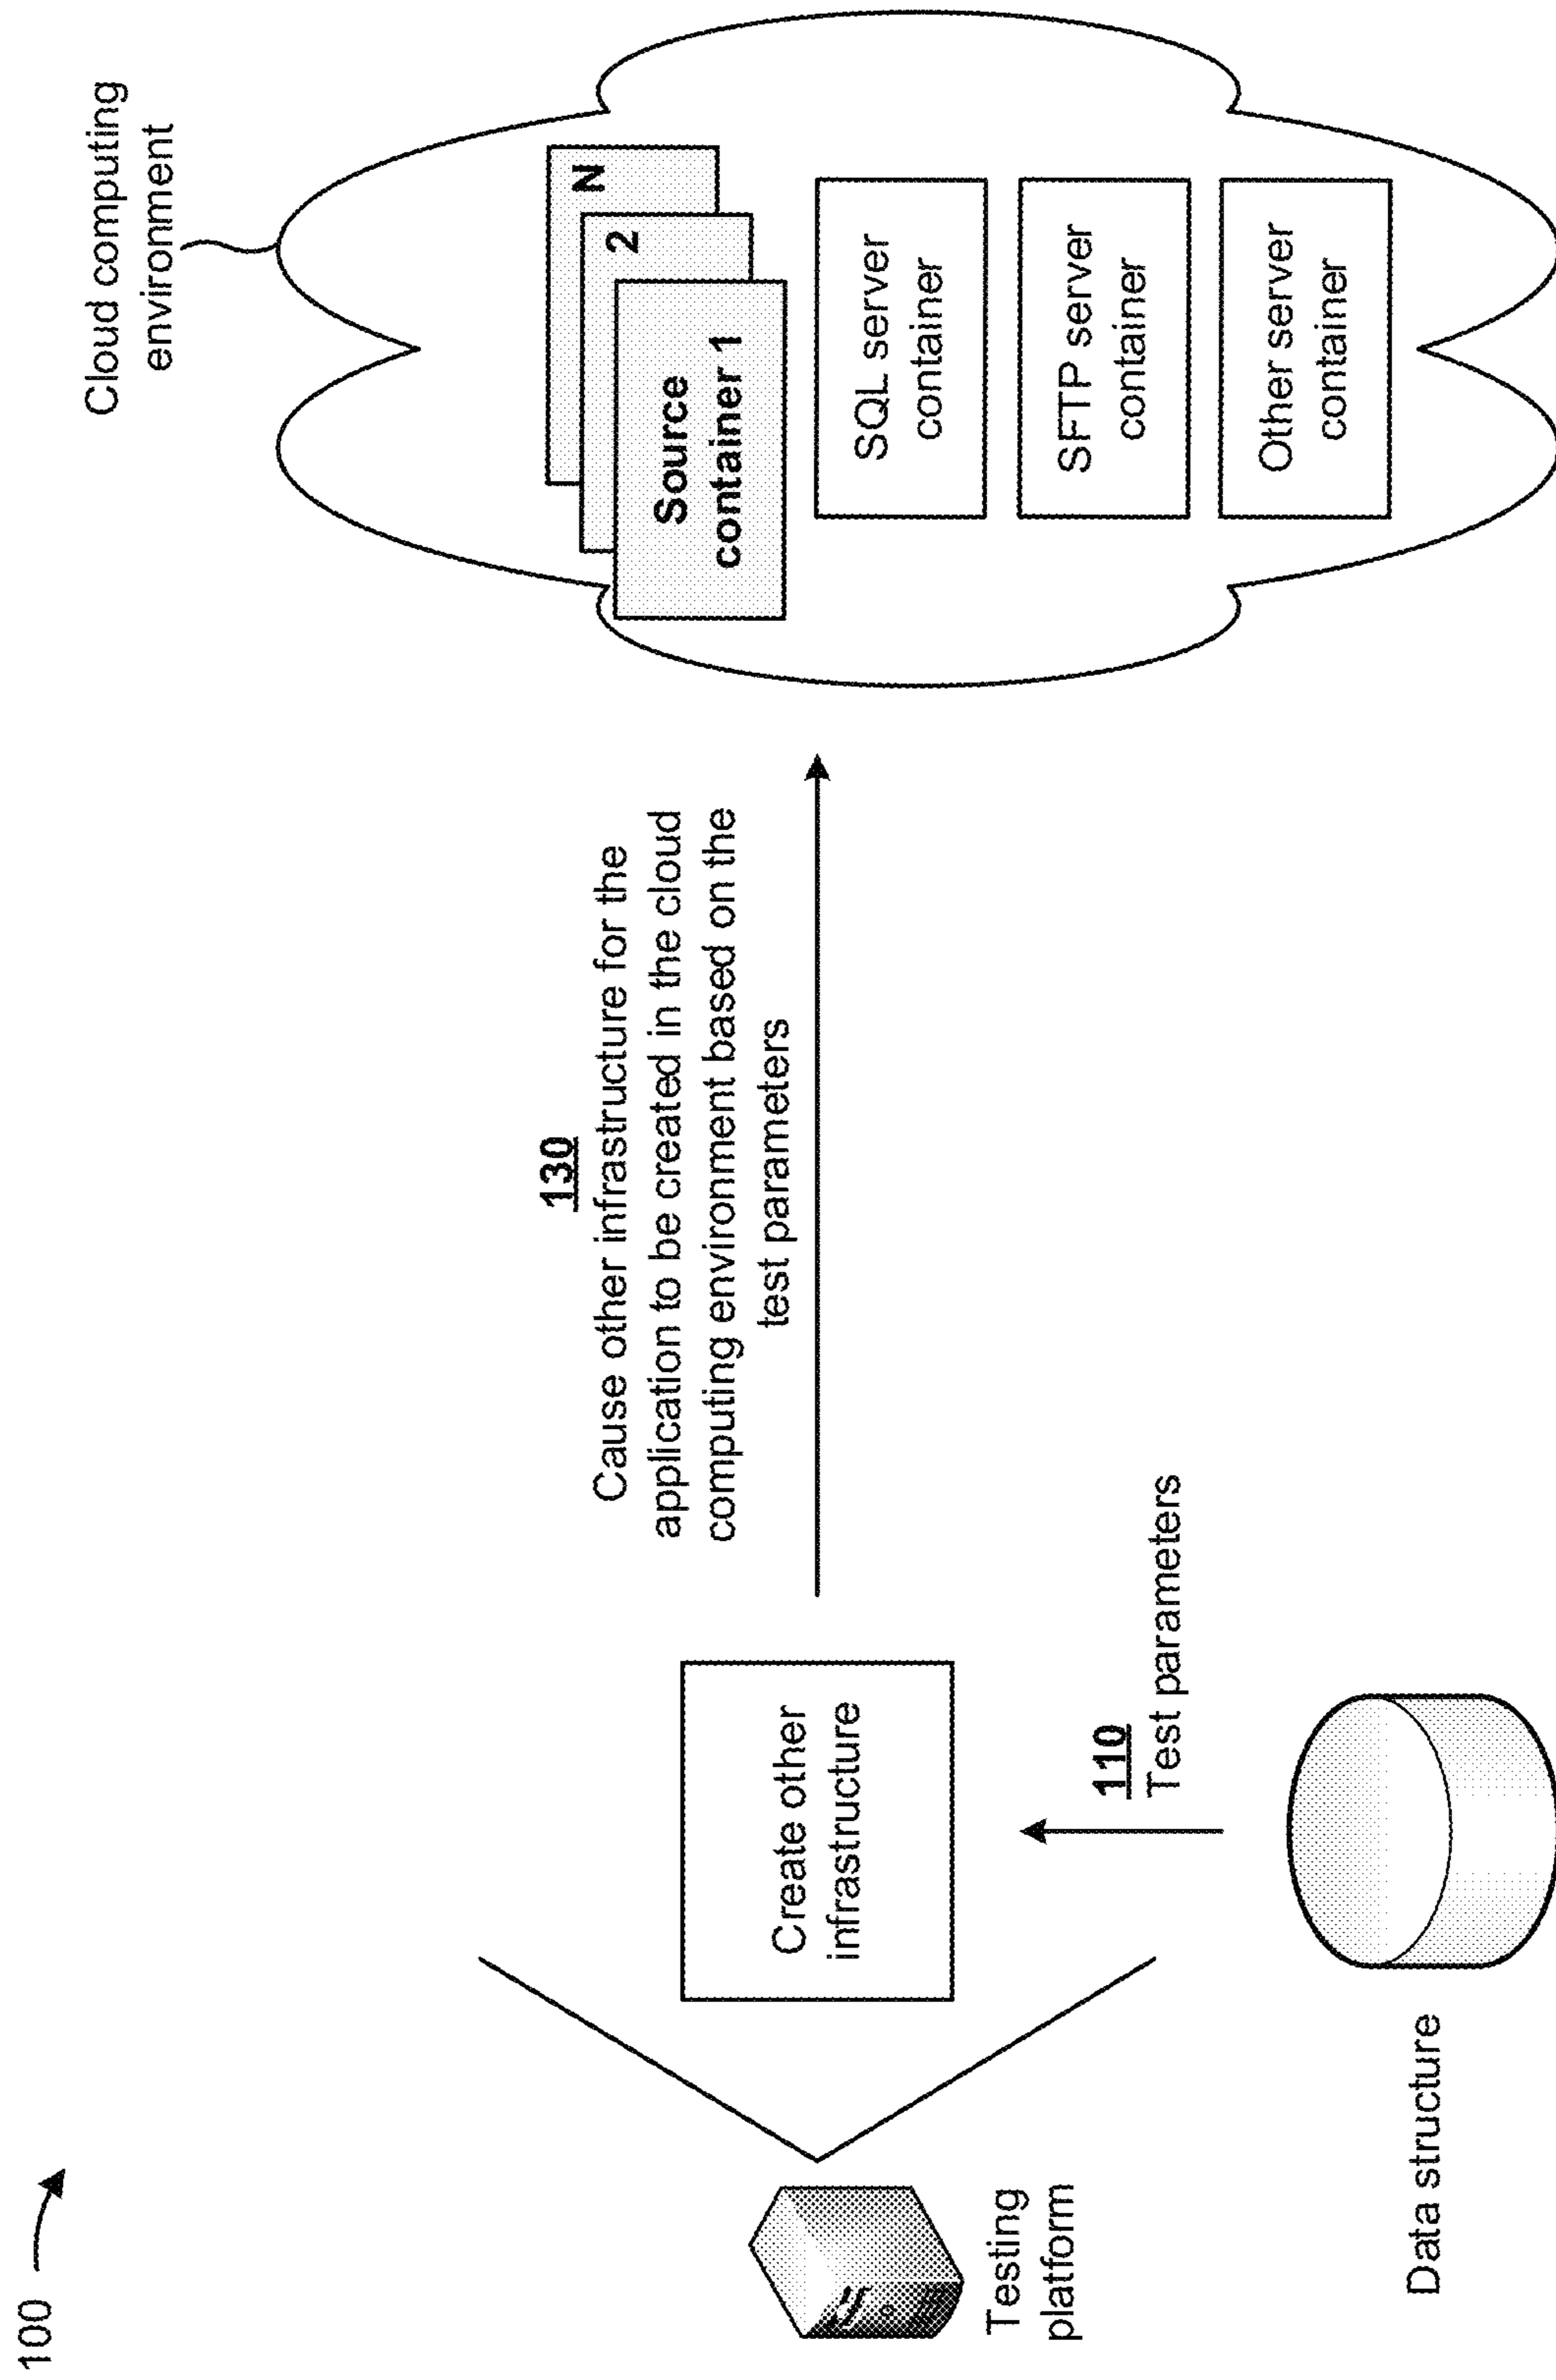 100
Cloud computing
environment
130
Cause other infrastructure for the
application to be created in the cloud
computing environment based on the
test parameters
N
2
Source
container 1
SQL server
container
SFTP server
container
Other server
container
Create other
infrastructure
110
Test parameters
Testing
platform
Data structure